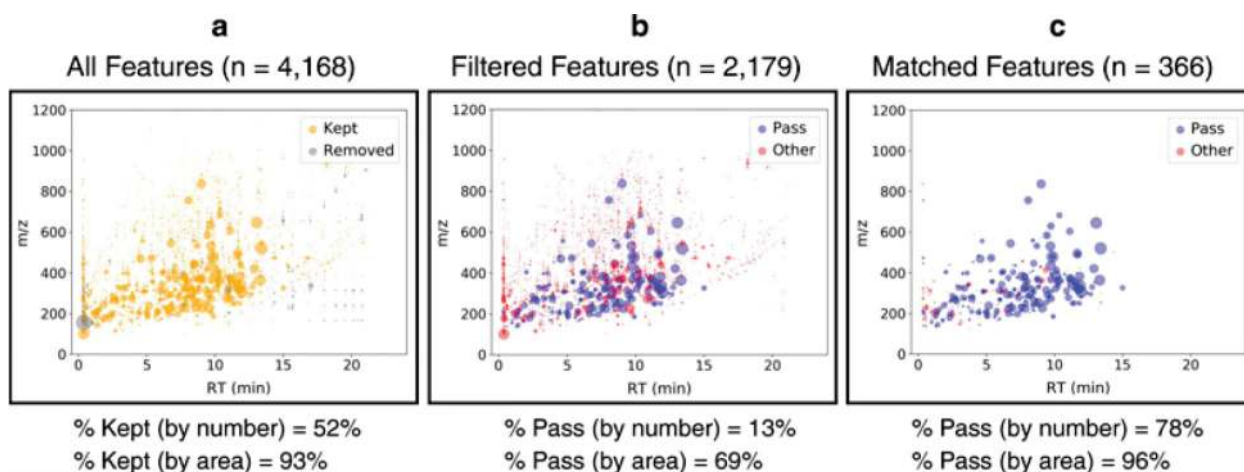 a
All Features (n = 4,168)
1200
1000
800
600
400
200
0
m/z
Kept
Removed
0 5 10 15 20
RT (min)
% Kept (by number) = 52%
% Kept (by area) = 93%
b
Filtered Features (n = 2,179)
1200
1000
800
600
400
200
0
m/z
Pass
Other
0 5 10 15 20
RT (min)
% Pass (by number) = 13%
% Pass (by area) = 69%
c
Matched Features (n = 366)
1200
1000
800
600
400
200
0
m/z
Pass
Other
0 5 10 15 20
RT (min)
% Pass (by number) = 78%
% Pass (by area) = 96%